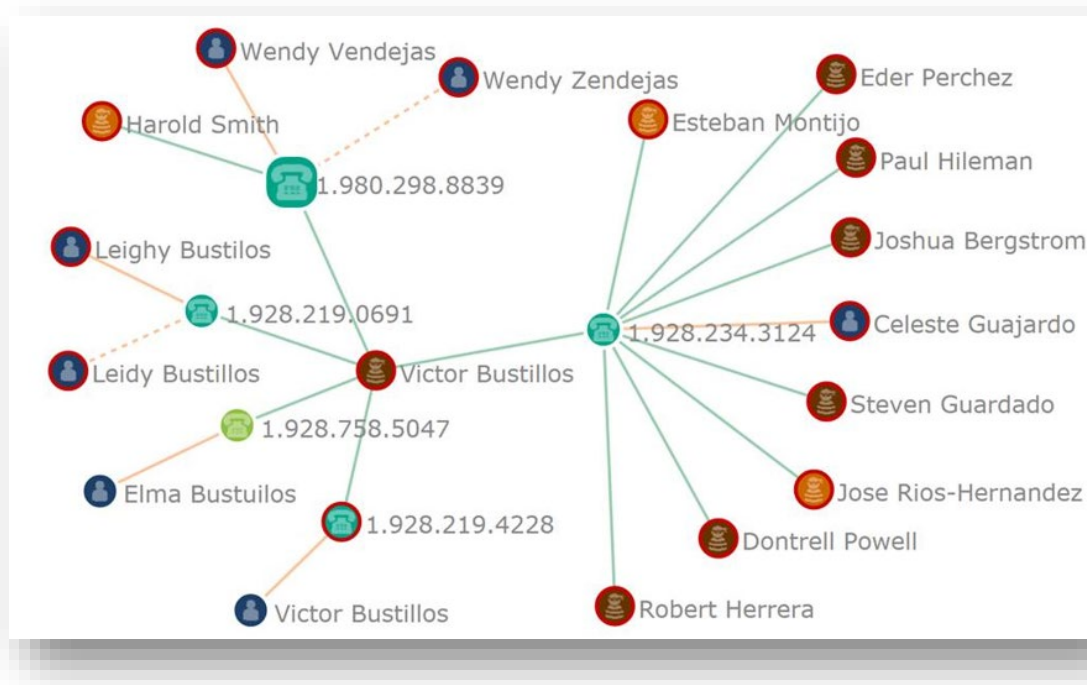 Wendy Vendejas
Wendy Zendejas
Eder Perchez
Harold Smith
Esteban Montijo
Paul Hileman
1.980.298.8839
Joshua Bergstrom
Leighy Bustilos
1.928.219.0691
Celeste Guajardo
1.928.234.3124
Leidy Bustillos
Victor Bustillos
Steven Guardado
1.928.758.5047
Elma Bustuilos
Jose Rios-Hernandez
1.928.219.4228
Dontrell Powell
Victor Bustillos
Robert Herrera